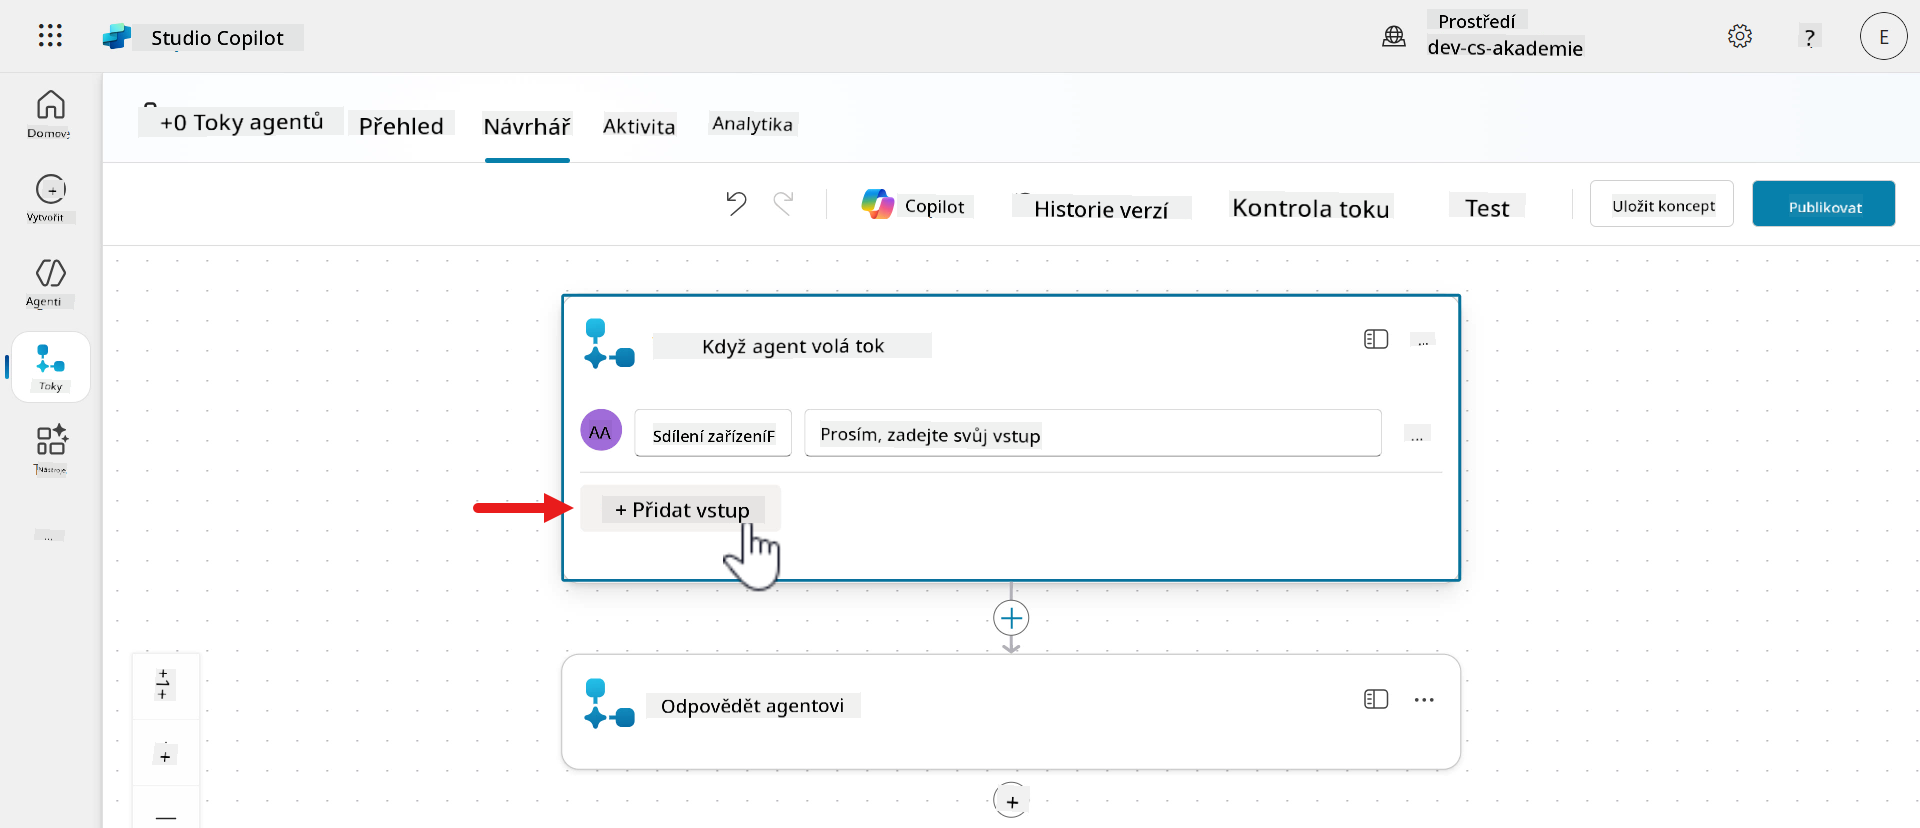 Studio Copilot
Prostředí
dev-cs-akademie
?
E
Domovš
+0 Toky agentů
Přehled
Návrhář
Aktivita
Analytika
Vytvořit
Copilot
Historie verzí
Kontrola toku
Test
Uložit koncept
Publikovat
Agenti
Toky
Nástroje
...
Když agent volá tok
...
AA
Sdílení zařízeníF
Prosím, zadejte svůj vstup
...
+ Přidat vstup
Odpovědět agentovi
...